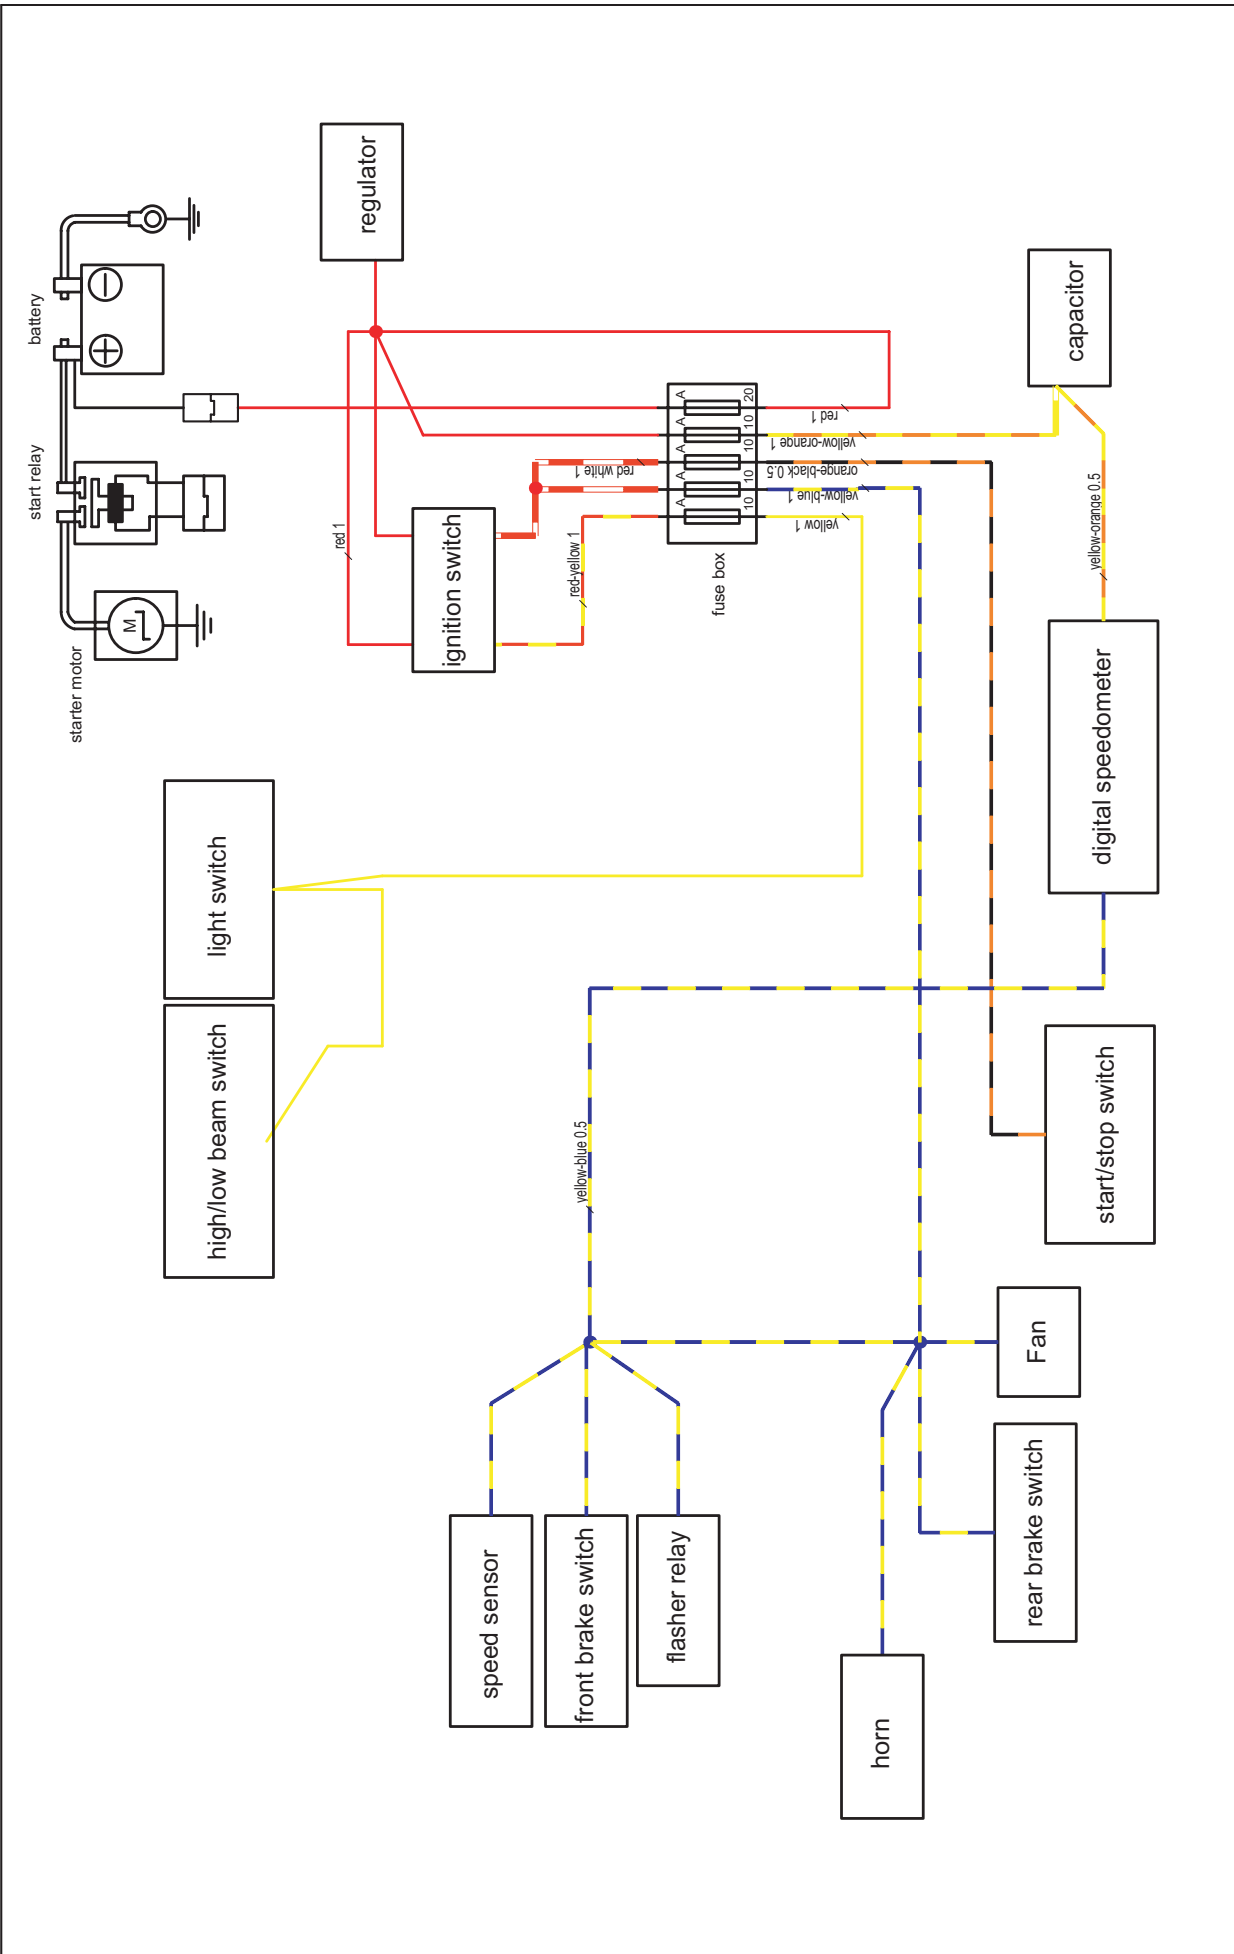 battery
start relay
starter motor
M
regulator
red 1
ignition switch
red white 1
red-yellow 1
A
A
A
A
A
20
10
10
10
10
fuse box
red 1
yellow-orange 1
orange-black 0.5
yellow-blue 1
yellow 1
capacitor
yellow-orange 0.5
digital speedometer
light switch
high/low beam switch
yellow-blue 0.5
start/stop switch
Fan
rear brake switch
speed sensor
front brake switch
flasher relay
horn